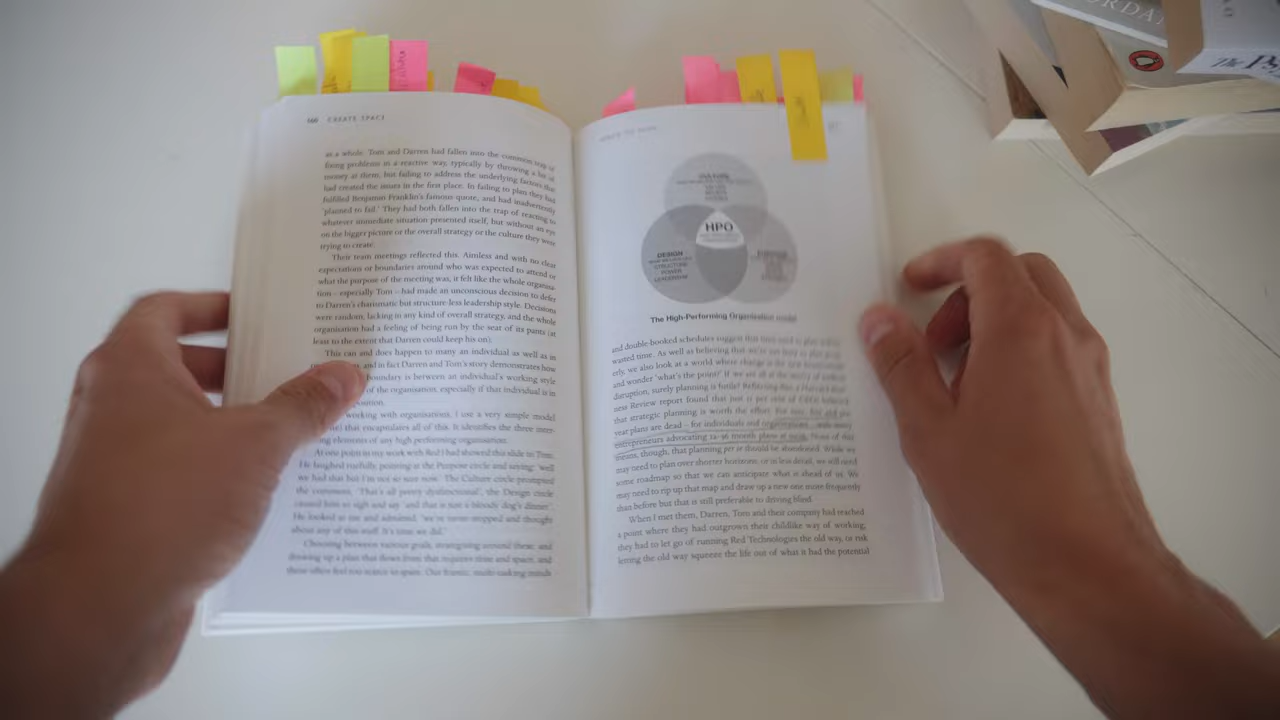 160 CREATE SPACE
as a whole. Tom and Darren had fallen into the common trap of
fixing problems in a reactive way, typically by throwing a bit of
money at them, but failing to address the underlying factors that
had created the issues in the first place. In failing to plan they had
fulfilled Benjamin Franklin's famous quote, and had inadvertently
'planned to fail.' They had both fallen into the trap of reacting to
whatever immediate situation presented itself, but without an eye
on the bigger picture or the overall strategy or the culture they were
trying to create.
Their team meetings reflected this. Aimless and with no clear
expectations or boundaries around who was expected to attend or
what the purpose of the meeting was, it felt like the whole organisa-
tion – especially Tom – had made an unconscious decision to defer
to Darren's charismatic but structure-less leadership style. Decisions
were random, lacking in any kind of overall strategy, and the whole
organisation had a feeling of being run by the seat of its pants (at
least to the extent that Darren could keep his on).
This can and does happen to many an individual as well as in
and in fact Darren and Tom's story demonstrates how
boundary is between an individual's working style
of the organisation, especially if that individual is in
position.
working with organisations, I use a very simple model
that encapsulates all of this. It identifies the three inter-
ing elements of any high performing organisation.
At one point in my work with Red I had showed this slide to Tom.
He laughed ruefully, pointing at the Purpose circle and saying: 'well
we had this but I'm not so sure now.' The Culture circle prompted
the comment, 'That's all pretty dysfunctional', the Design circle
caused him to sigh and say 'and that is just a bloody dog's dinner'.
He looked at me and admitted, 'we've never stopped and thought
about any of this stuff. It's time we did.'
Choosing between various goals, strategising around these, and
drawing up a plan that flows from that requires time and space, and
these often feel too scarce to spare. Our frantic, multi-tasking minds
HPO
DESIGN
STRUCTURE
POWER
LEADERSHIP
The High-Performing Organisation model
and double-booked schedules suggest that
wasted time. As well as believing that
erly, we also look at a world where change is
and wonder 'what's the point?' If we are all
disruption, surely planning is futile? Refreshing
ness Review report found that just
that strategic planning is worth the effort.
year plans are dead – for individuals and organisations
entrepreneurs advocating 12–36 month plans at most. None of this
means, though, that planning per se should be abandoned. While we
may need to plan over shorter horizons, or in less detail, we still need
some roadmap so that we can anticipate what is ahead of us. We
may need to rip up that map and draw up a new one more frequently
than before but that is still preferable to driving blind.
When I met them, Darren, Tom and their company had reached
a point where they had outgrown their childlike way of working,
they had to let go of running Red Technologies the old way, or risk
letting the old way squeeze the life out of what it had the potential